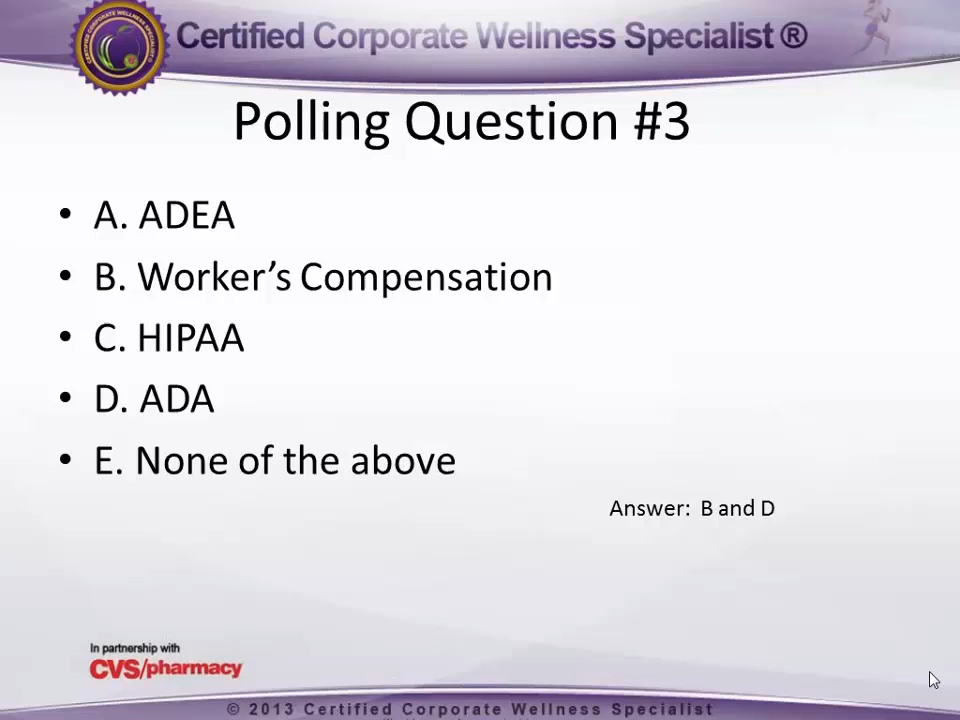 Certified Corporate Wellness Specialist ®
Polling Question #3
• A. ADEA
• B. Worker’s Compensation
• C. HIPAA
• D. ADA
• E. None of the above
Answer: B and D
In partnership with
CVS/pharmacy
© 2013 Certified Corporate Wellness Specialist